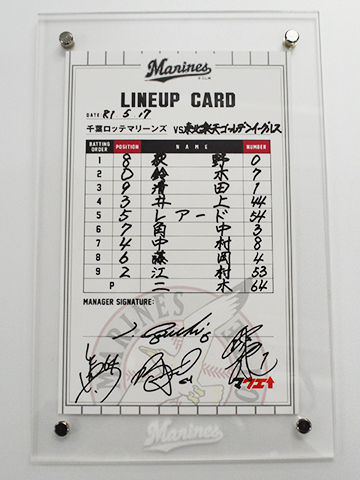 Marines
LINEUP CARD
DATE R1 5 17
千葉ロッテマリーンズ VS 東北楽天ゴールデンイーグルス
BATTING ORDER POSITION NAME NUMBER
1 8 荻野 0
2 D 鈴木 7
3 9 清田 1
4 3 井上 44
5 5 レアード 54
6 7 角中 3
7 4 中村 8
8 6 藤岡 4
9 2 江村 53
P 二木 64
MANAGER SIGNATURE:
MARINES
マクエ
Marines